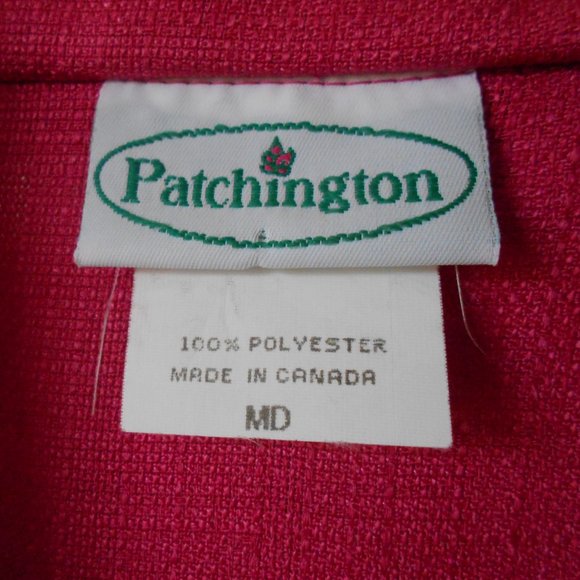 Patchington
100% POLYESTER
MADE IN CANADA
MD